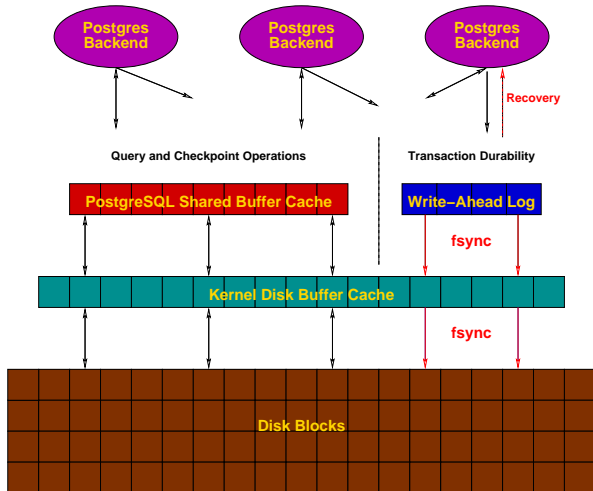 Postgres
Backend
Postgres
Backend
Postgres
Backend
Recovery
Query and Checkpoint Operations
Transaction Durability
PostgreSQL Shared Buffer Cache
Write−Ahead Log
fsync
Kernel Disk Buffer Cache
fsync
Disk Blocks